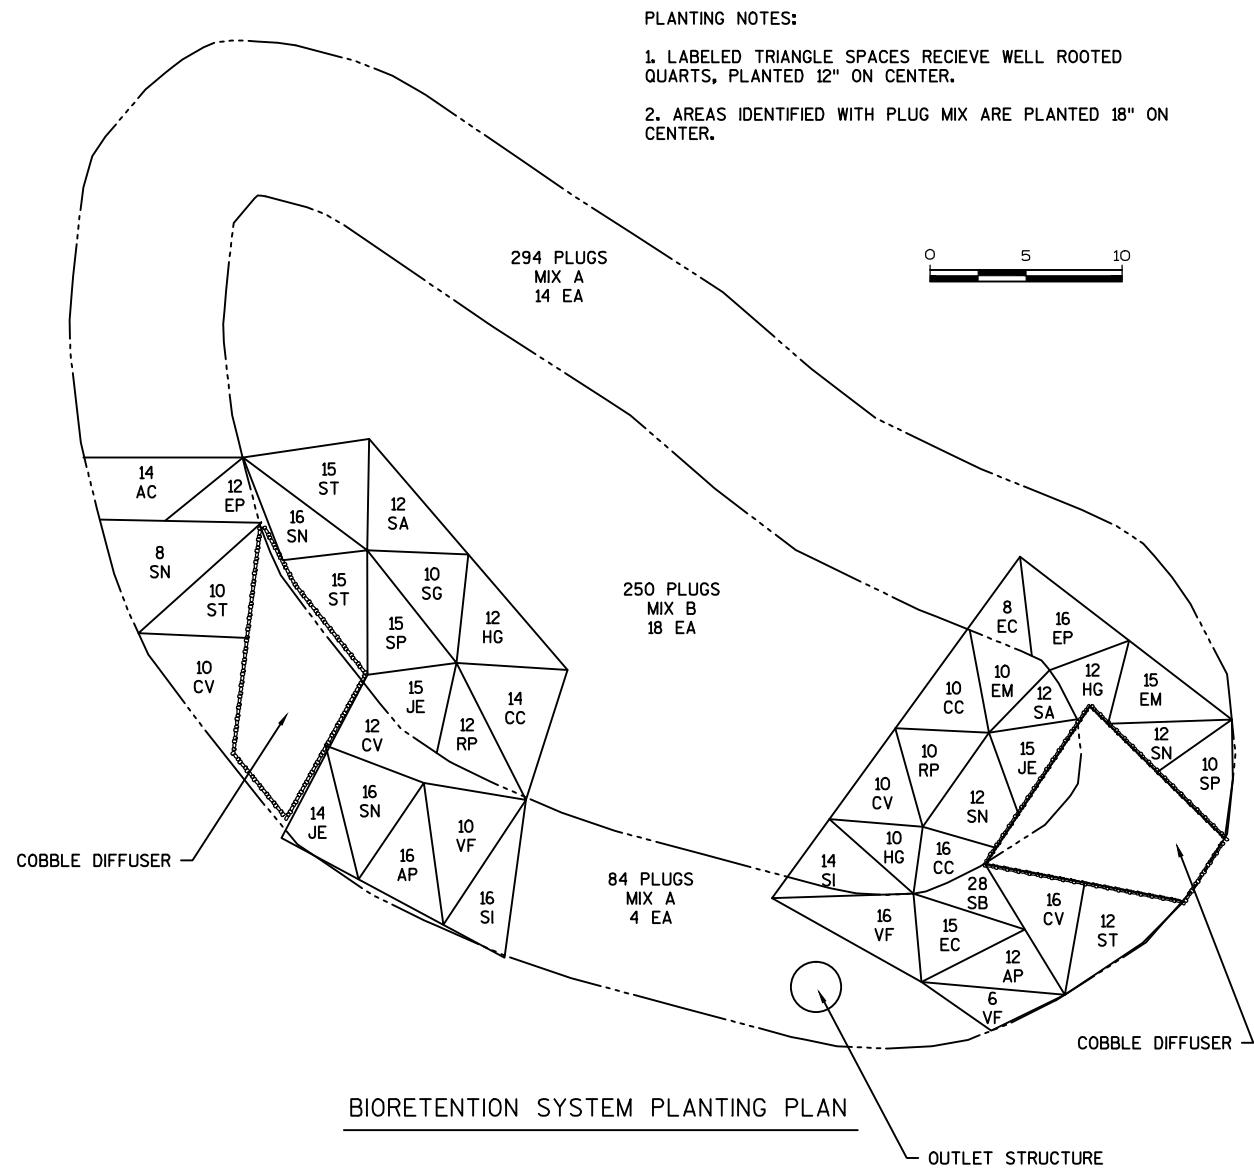 PLANTING NOTES:
1. LABELED TRIANGLE SPACES RECIEVE WELL ROOTED
QUARTS, PLANTED 12" ON CENTER.
2. AREAS IDENTIFIED WITH PLUG MIX ARE PLANTED 18" ON
CENTER.
0 5 10
294 PLUGS
MIX A
14 EA
250 PLUGS
MIX B
18 EA
84 PLUGS
MIX A
4 EA
14
AC
12
EP
15
ST
16
SN
12
SA
8
SN
10
ST
15
ST
10
SG
15
SP
12
HG
10
CV
15
JE
14
CC
12
CV
12
RP
16
SN
14
JE
10
VF
16
AP
16
SI
COBBLE DIFFUSER
8
EC
16
EP
10
CC
10
EM
12
SA
12
HG
15
EM
10
RP
15
JE
12
SN
10
SP
10
CV
12
SN
10
HG
16
CC
14
SI
28
SB
16
VF
15
EC
16
CV
12
ST
12
AP
6
VF
COBBLE DIFFUSER
BIORETENTION SYSTEM PLANTING PLAN
OUTLET STRUCTURE